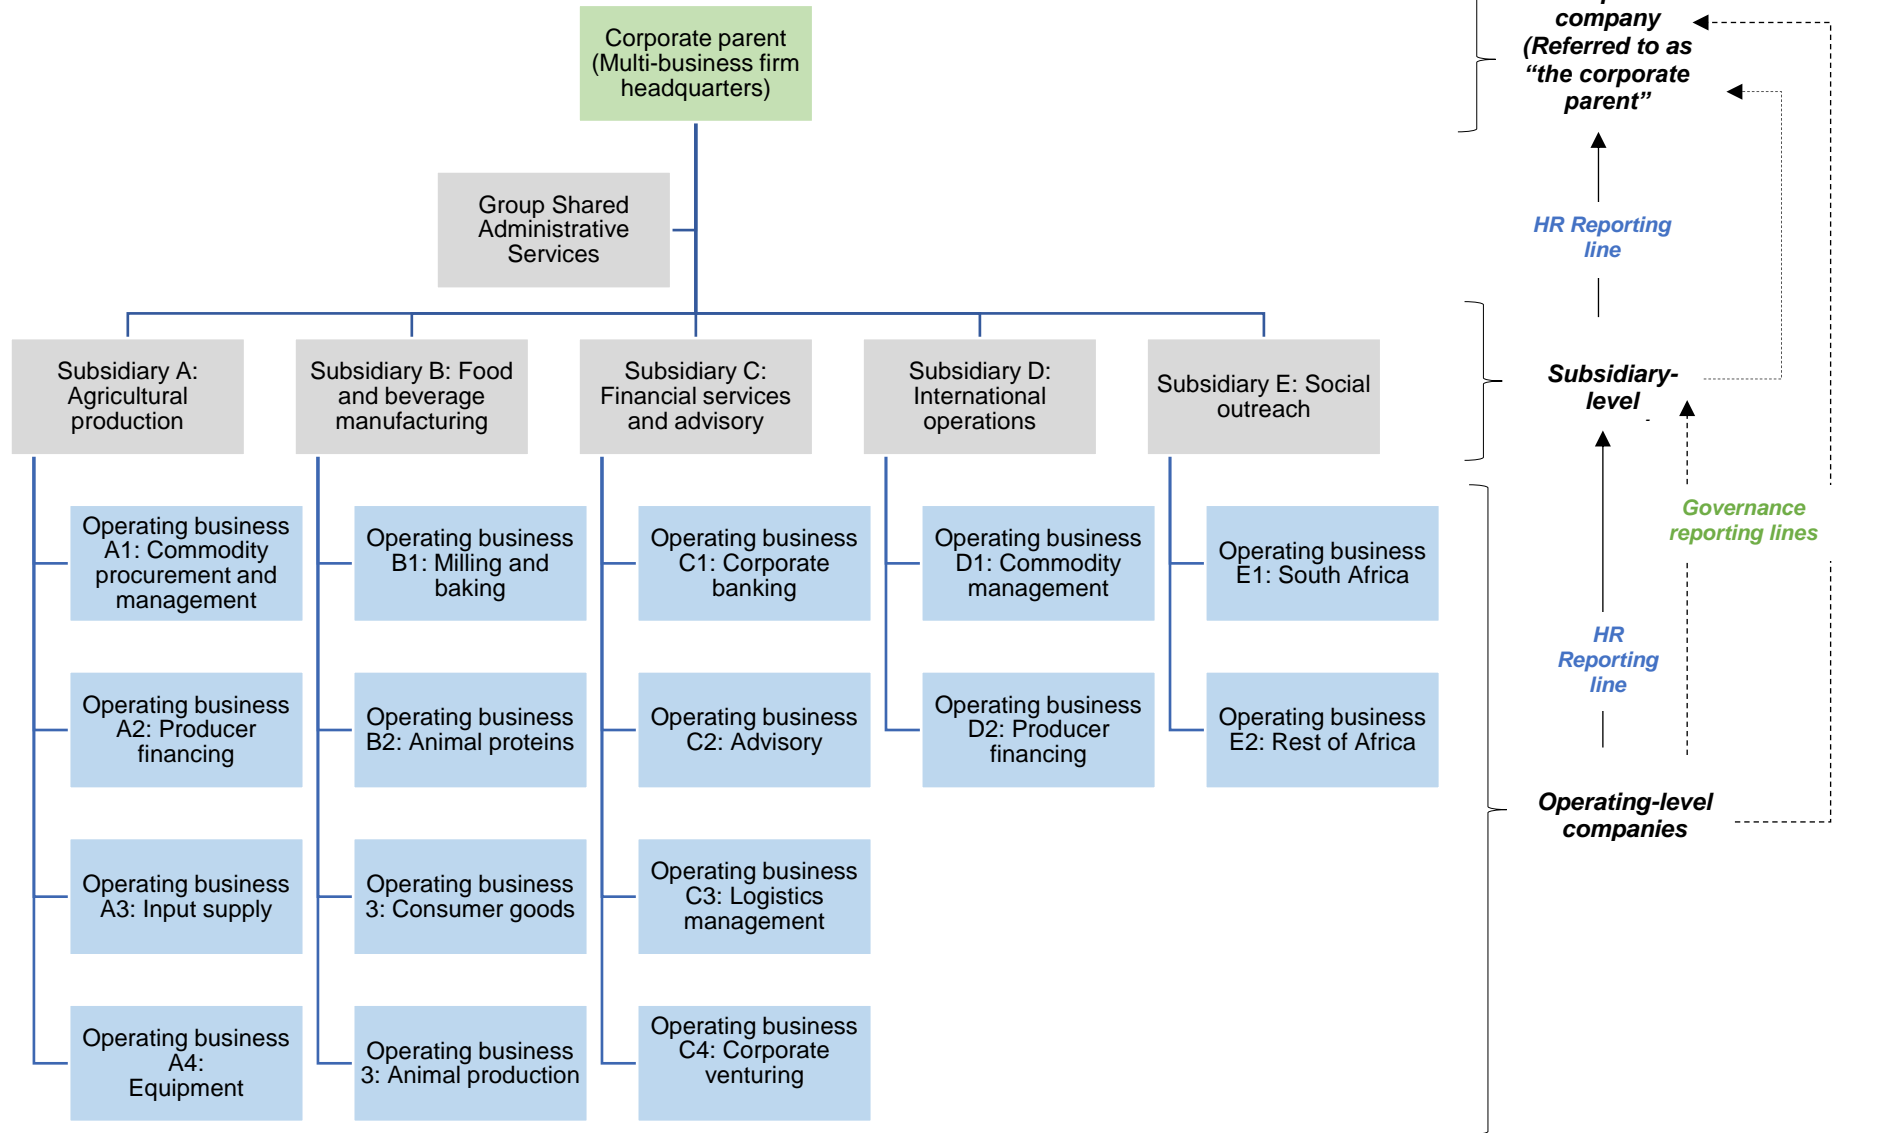 Corporate parent
(Multi-business firm
headquarters)
company
(Referred to as
“the corporate
parent”
Group Shared
Administrative
Services
HR Reporting
line
Subsidiary A:
Agricultural
production
Subsidiary B: Food
and beverage
manufacturing
Subsidiary C:
Financial services
and advisory
Subsidiary D:
International
operations
Subsidiary E: Social
outreach
Subsidiary-
level
Operating business
A1: Commodity
procurement and
management
Operating business
B1: Milling and
baking
Operating business
C1: Corporate
banking
Operating business
D1: Commodity
management
Operating business
E1: South Africa
Governance
reporting lines
HR
Reporting
line
Operating business
A2: Producer
financing
Operating business
B2: Animal proteins
Operating business
C2: Advisory
Operating business
D2: Producer
financing
Operating business
E2: Rest of Africa
Operating-level
companies
Operating business
A3: Input supply
Operating business
3: Consumer goods
Operating business
C3: Logistics
management
Operating business
A4:
Equipment
Operating business
3: Animal production
Operating business
C4: Corporate
venturing